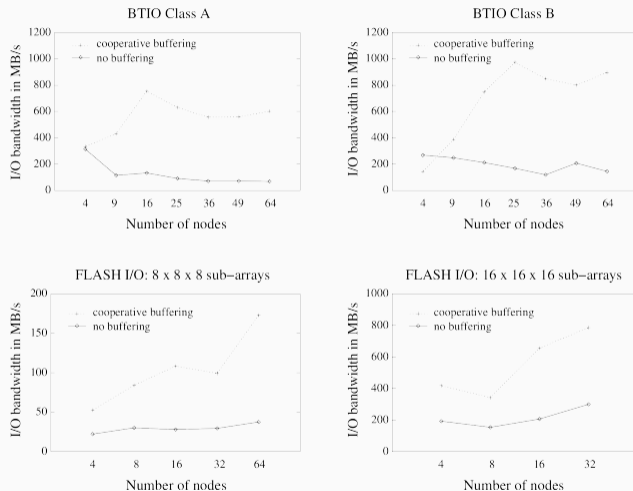 BTIO Class A
1200
1000
800
600
400
200
0
I/O bandwidth in MB/s
cooperative buffering
no buffering
4 9 16 25 36 49 64
Number of nodes
BTIO Class B
1200
1000
800
600
400
200
0
I/O bandwidth in MB/s
cooperative buffering
no buffering
4 9 16 25 36 49 64
Number of nodes
FLASH I/O: 8 x 8 x 8 sub-arrays
200
150
100
50
0
I/O bandwidth in MB/s
cooperative buffering
no buffering
4 8 16 32 64
Number of nodes
FLASH I/O: 16 x 16 x 16 sub-arrays
1000
800
600
400
200
0
I/O bandwidth in MB/s
cooperative buffering
no buffering
4 8 16 32
Number of nodes